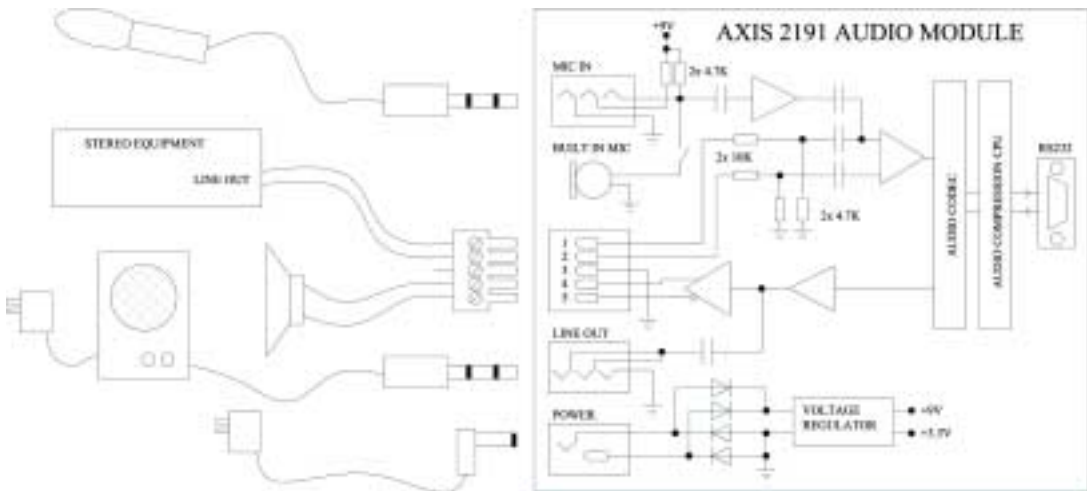 STEREO EQUIPMENT
LINE OUT
AXIS 2191 AUDIO MODULE
+9V
MIC IN
2x 4.7K
BUILT IN MIC
2x 10K
2x 4.7K
RS232
AUDIO CODEC
AUDIO COMPRESSION CPU
1
2
3
4
5
LINE OUT
POWER
VOLTAGE
REGULATOR
+9V
+3.3V